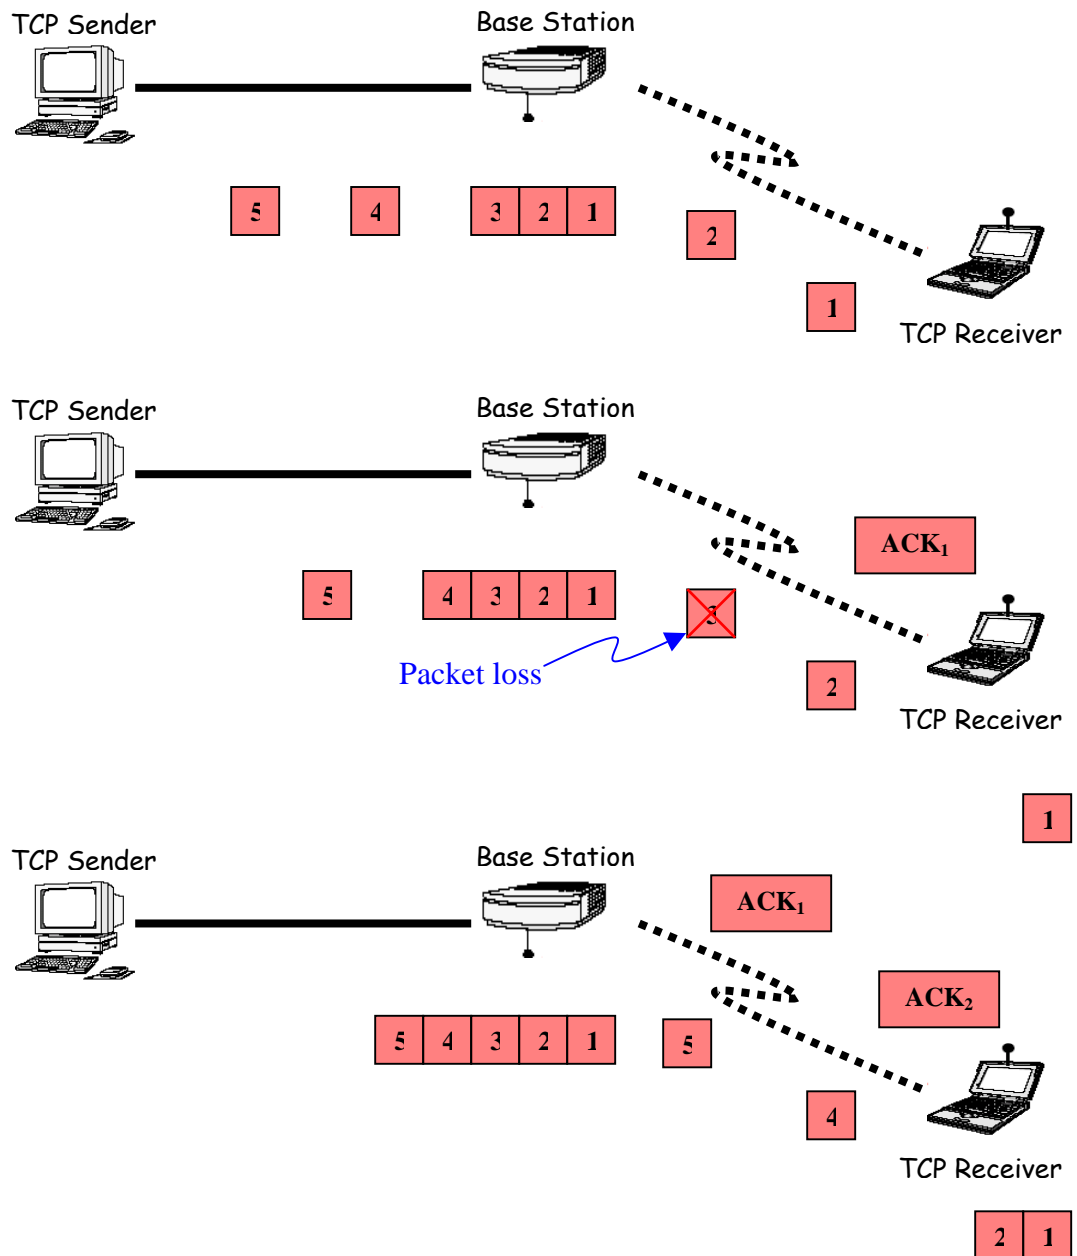 TCP Sender
Base Station
5 4 3 2 1
2
1
TCP Receiver
TCP Sender
Base Station
ACK₁
5 4 3 2 1
3
Packet loss
2
TCP Receiver
1
TCP Sender
Base Station
ACK₁
ACK₂
5 4 3 2 1
5
4
TCP Receiver
2 1